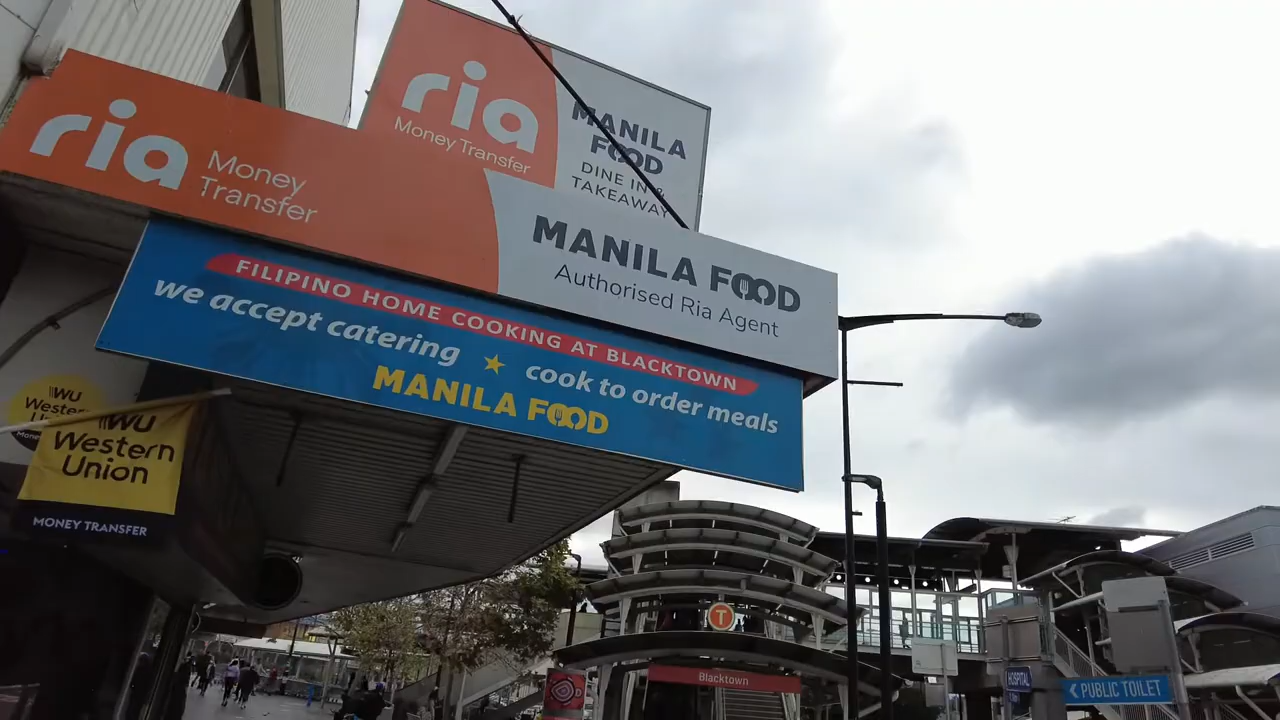 ria
Money Transfer
MANILA
FOOD
DINE IN &
TAKEAWAY
ria
Money
Transfer
MANILA FOOD
Authorised Ria Agent
FILIPINO HOME COOKING AT BLACKTOWN
we accept catering
cook to order meals
MANILA FOOD
WU
Western
WU
Western
Union
MONEY TRANSFER
T
Blacktown
HOSPITAL
PUBLIC TOILET